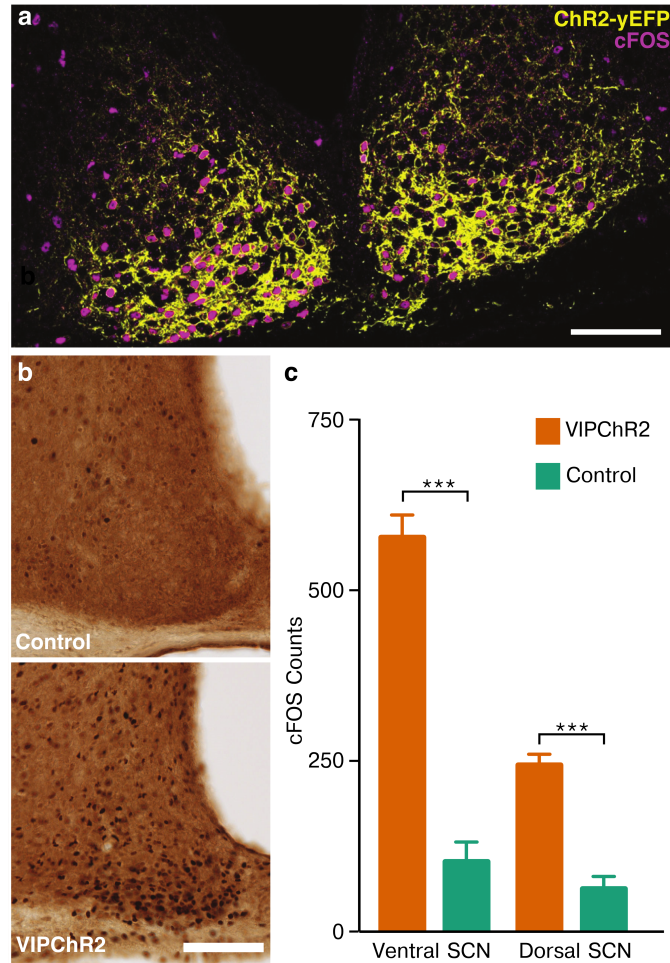 a
ChR2-yEFP
cFOS
b
b
Control
VIPChR2
c
750
500
250
0
cFOS Counts
VIPChR2
Control
***
***
Ventral SCN
Dorsal SCN